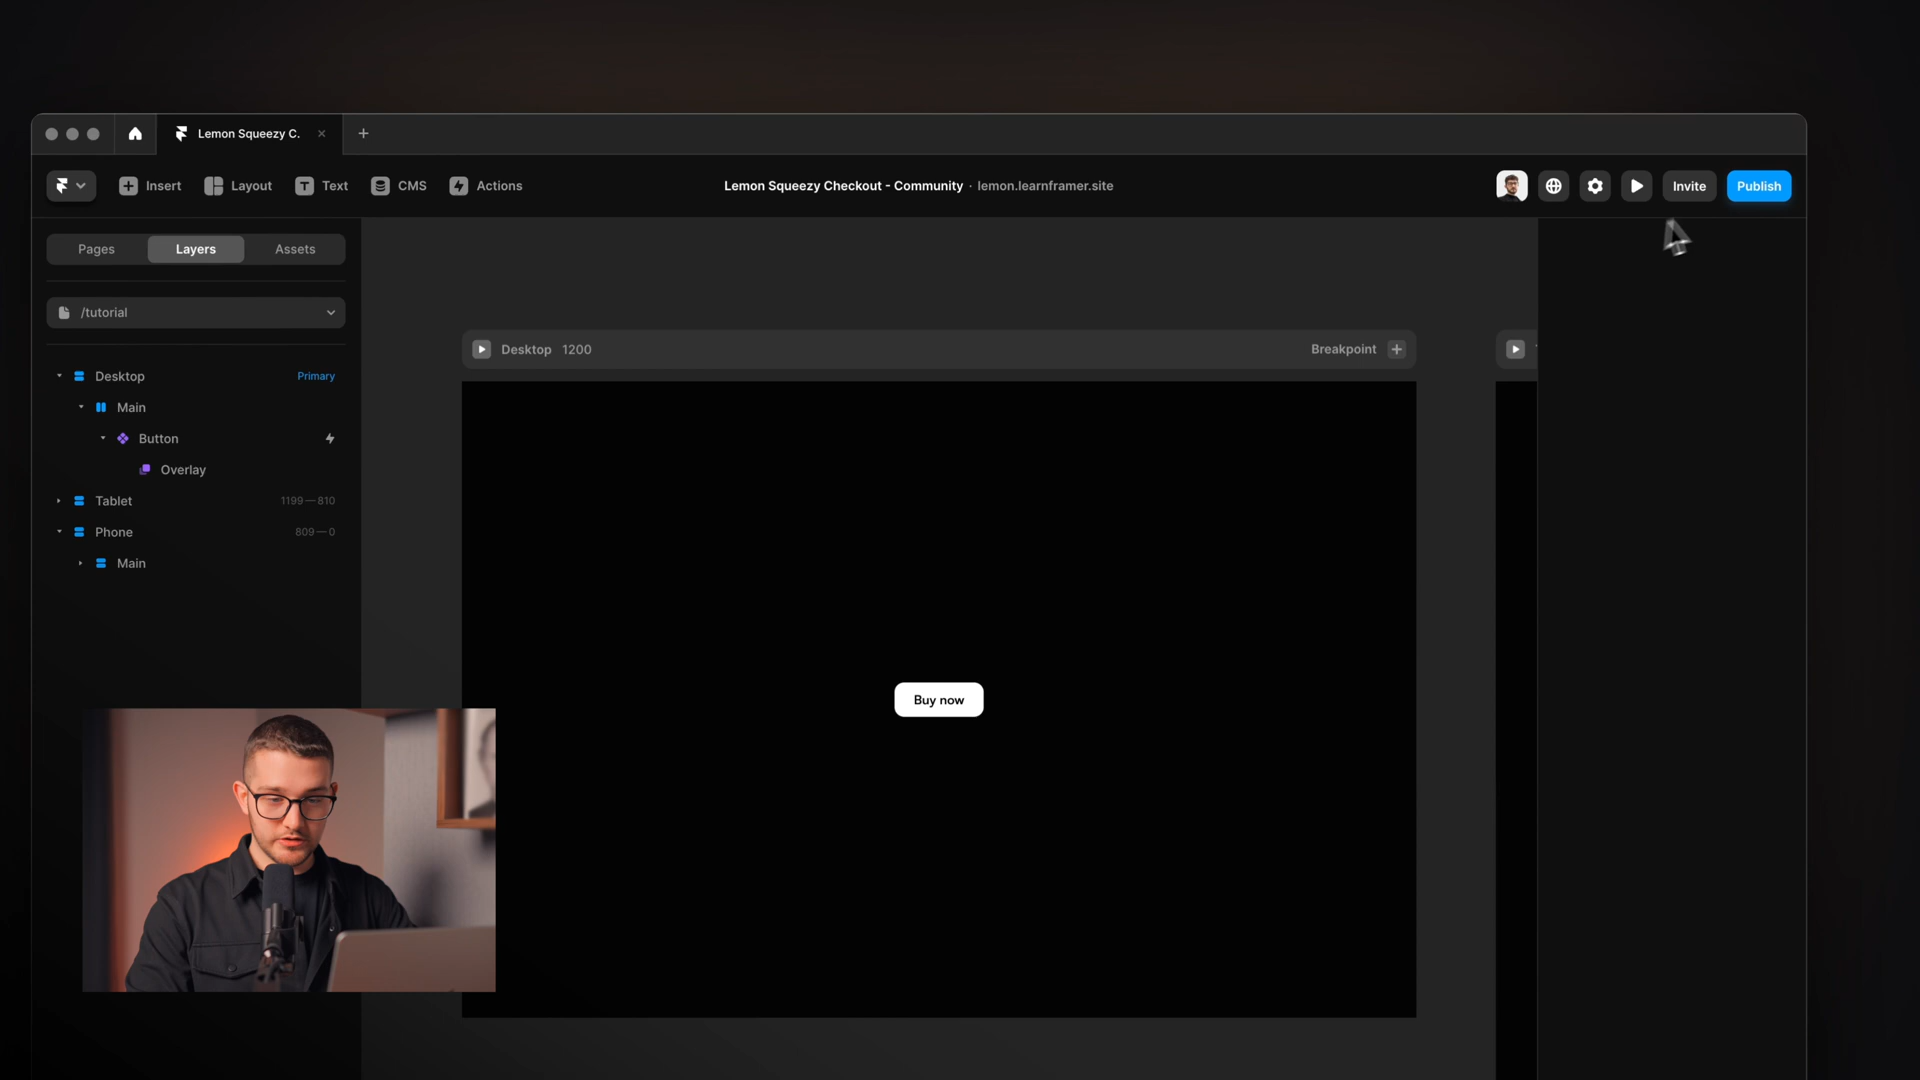 Lemon Squeezy C.
Insert
Layout
Text
CMS
Actions
Lemon Squeezy Checkout - Community · lemon.learnframer.site
Invite
Publish
Pages
Layers
Assets
/tutorial
Desktop 1200
Breakpoint
Desktop
Primary
Main
Button
Overlay
Tablet
1199—810
Phone
809—0
Main
Buy now